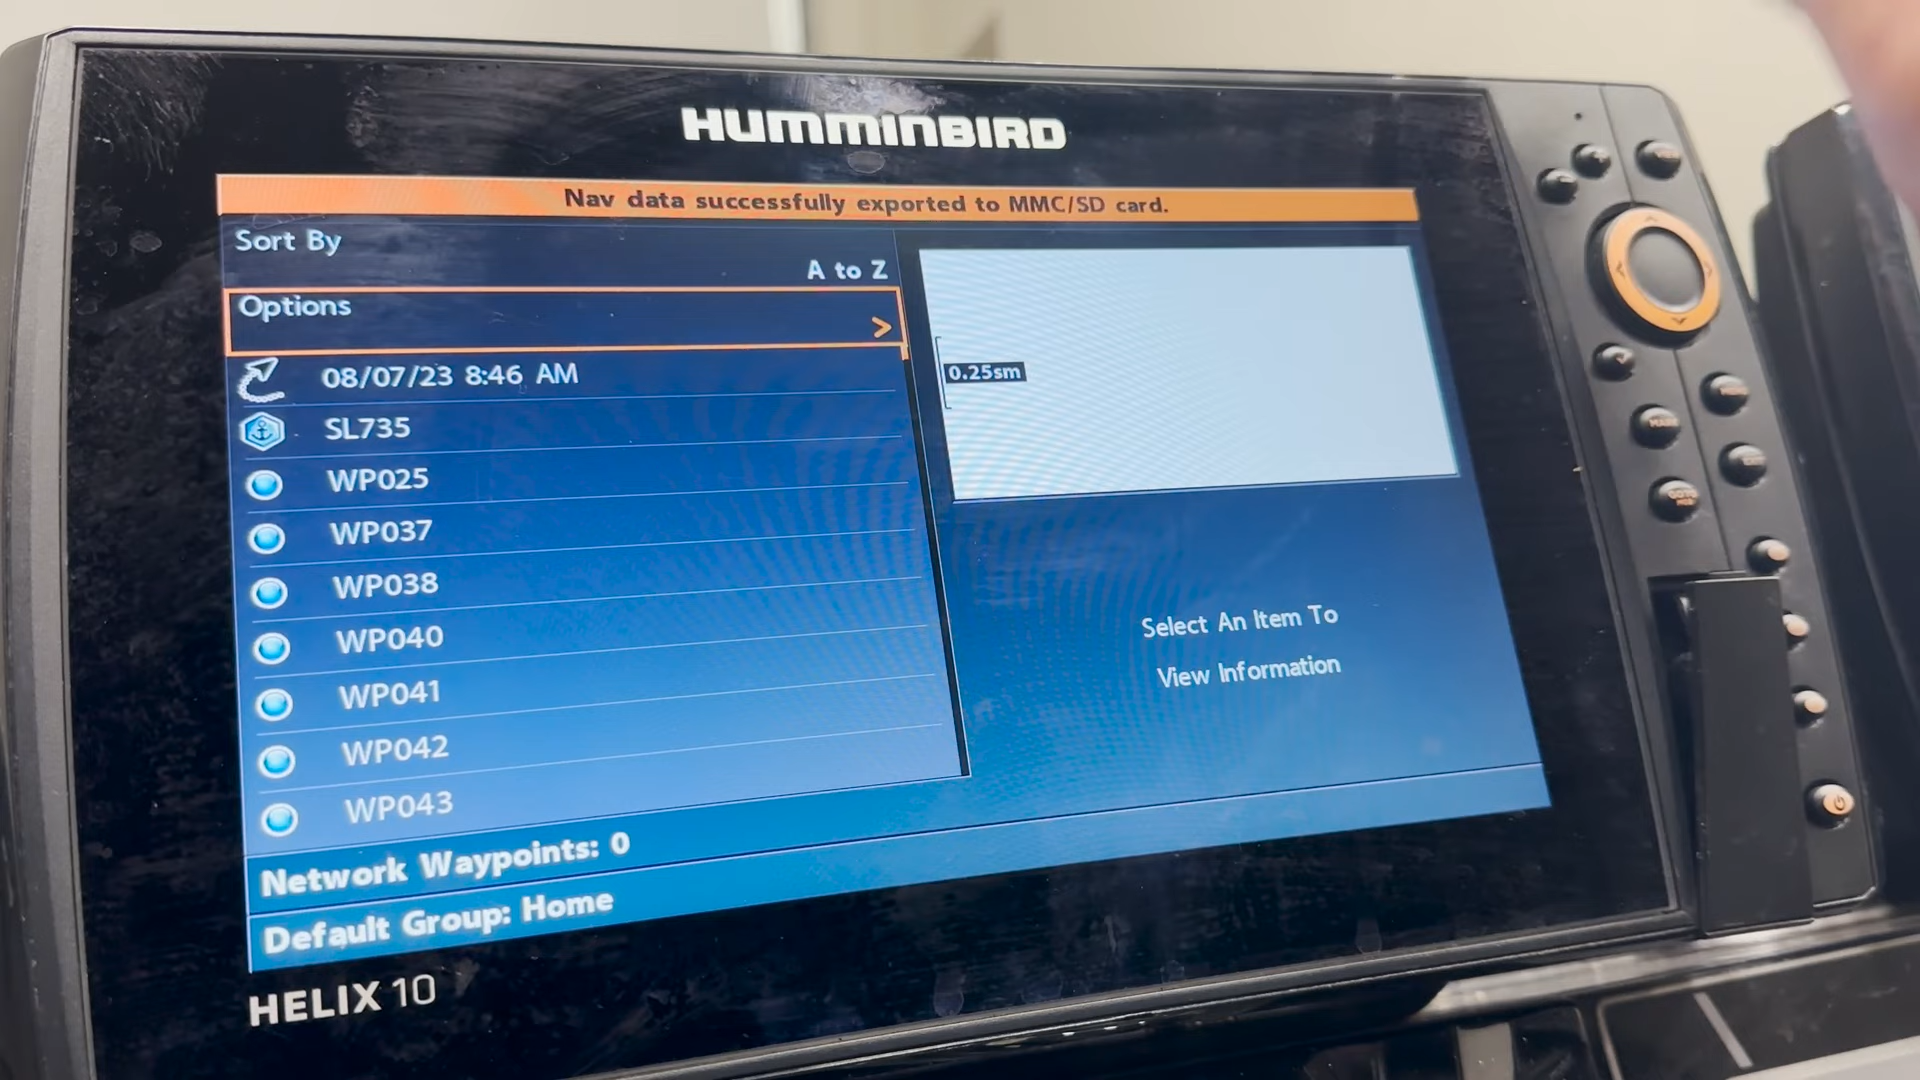 HUMMINBIRD
Nav data successfully exported to MMC/SD card.
Sort By
A to Z
Options
>
08/07/23 8:46 AM
SL735
WP025
WP037
WP038
WP040
WP041
WP042
WP043
0.25sm
Select An Item To
View Information
Network Waypoints: 0
Default Group: Home
HELIX 10
MARK